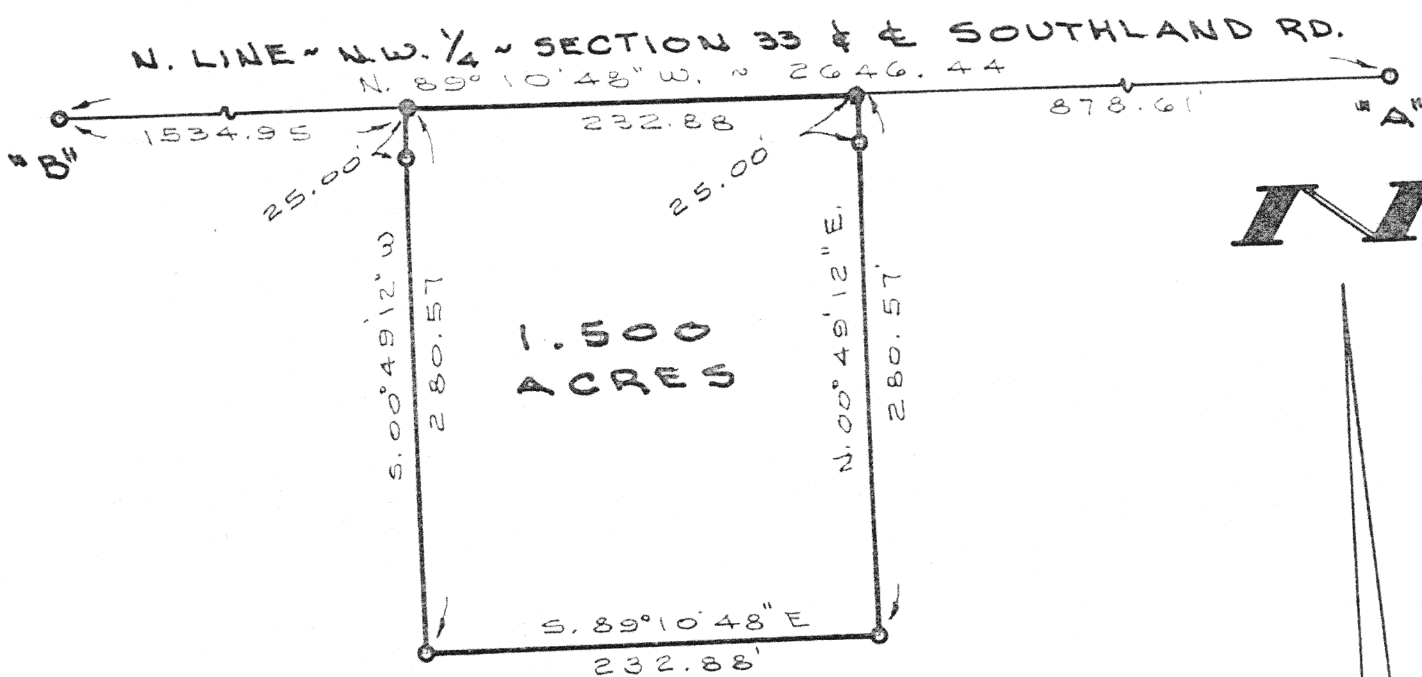 N. LINE ~ N.W. 1/4 ~ SECTION 33 & ℄ SOUTHLAND RD.
N. 89° 10' 48" W. ~ 2646.44
1534.95
232.88
878.61'
"B"
"A"
25.00'
25.00'
N
S. 00° 49' 12" W
280.57
1.500
ACRES
N. 00° 49' 12" E.
280.57'
S. 89° 10' 48" E
232.88'